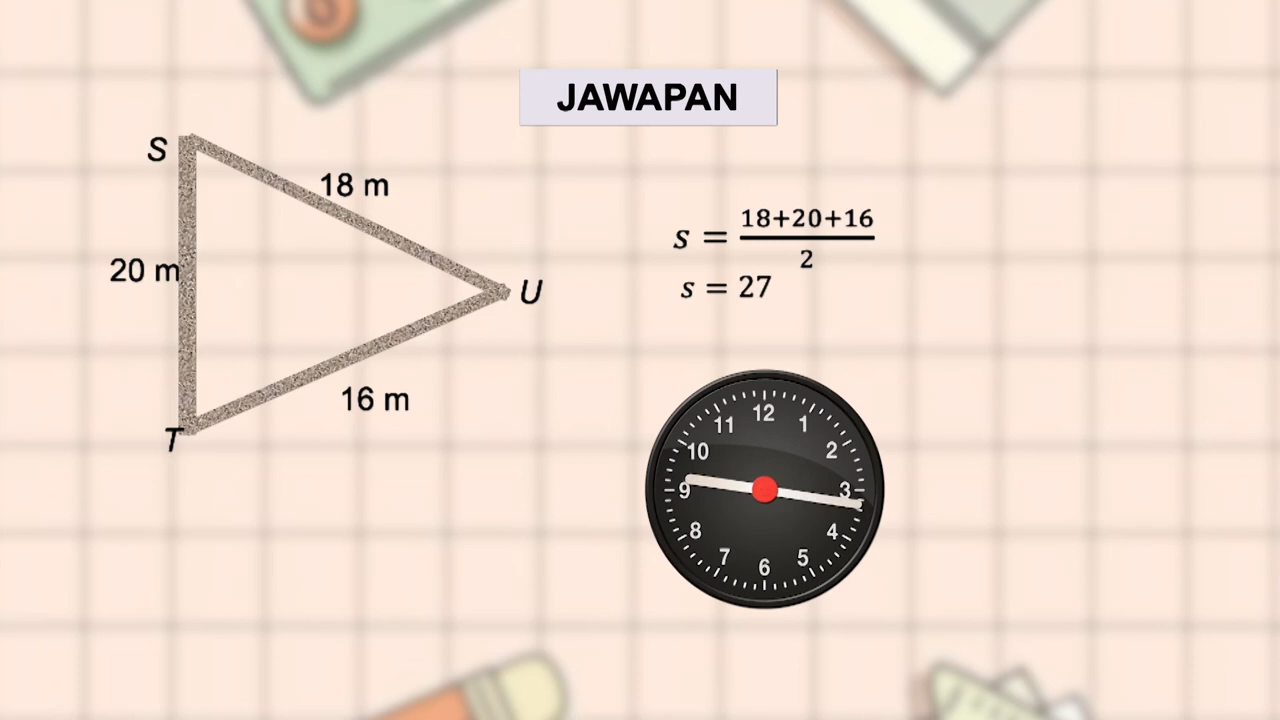 JAWAPAN
S
18 m
20 m
U
16 m
T
s = \frac{18+20+16}{2}
s = 27
12
11
1
10
2
9
3
8
4
7
5
6